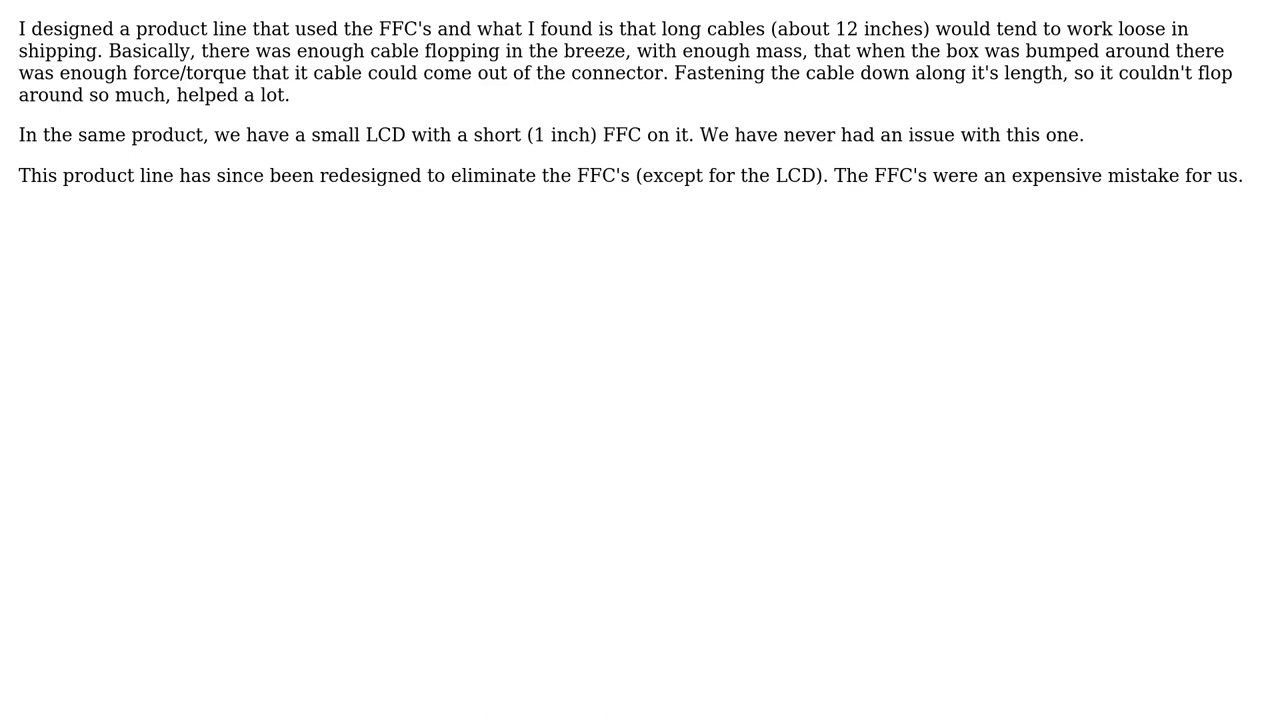 I designed a product line that used the FFC's and what I found is that long cables (about 12 inches) would tend to work loose in
shipping. Basically, there was enough cable flopping in the breeze, with enough mass, that when the box was bumped around there
was enough force/torque that it cable could come out of the connector. Fastening the cable down along it's length, so it couldn't flop
around so much, helped a lot.
In the same product, we have a small LCD with a short (1 inch) FFC on it. We have never had an issue with this one.
This product line has since been redesigned to eliminate the FFC's (except for the LCD). The FFC's were an expensive mistake for us.